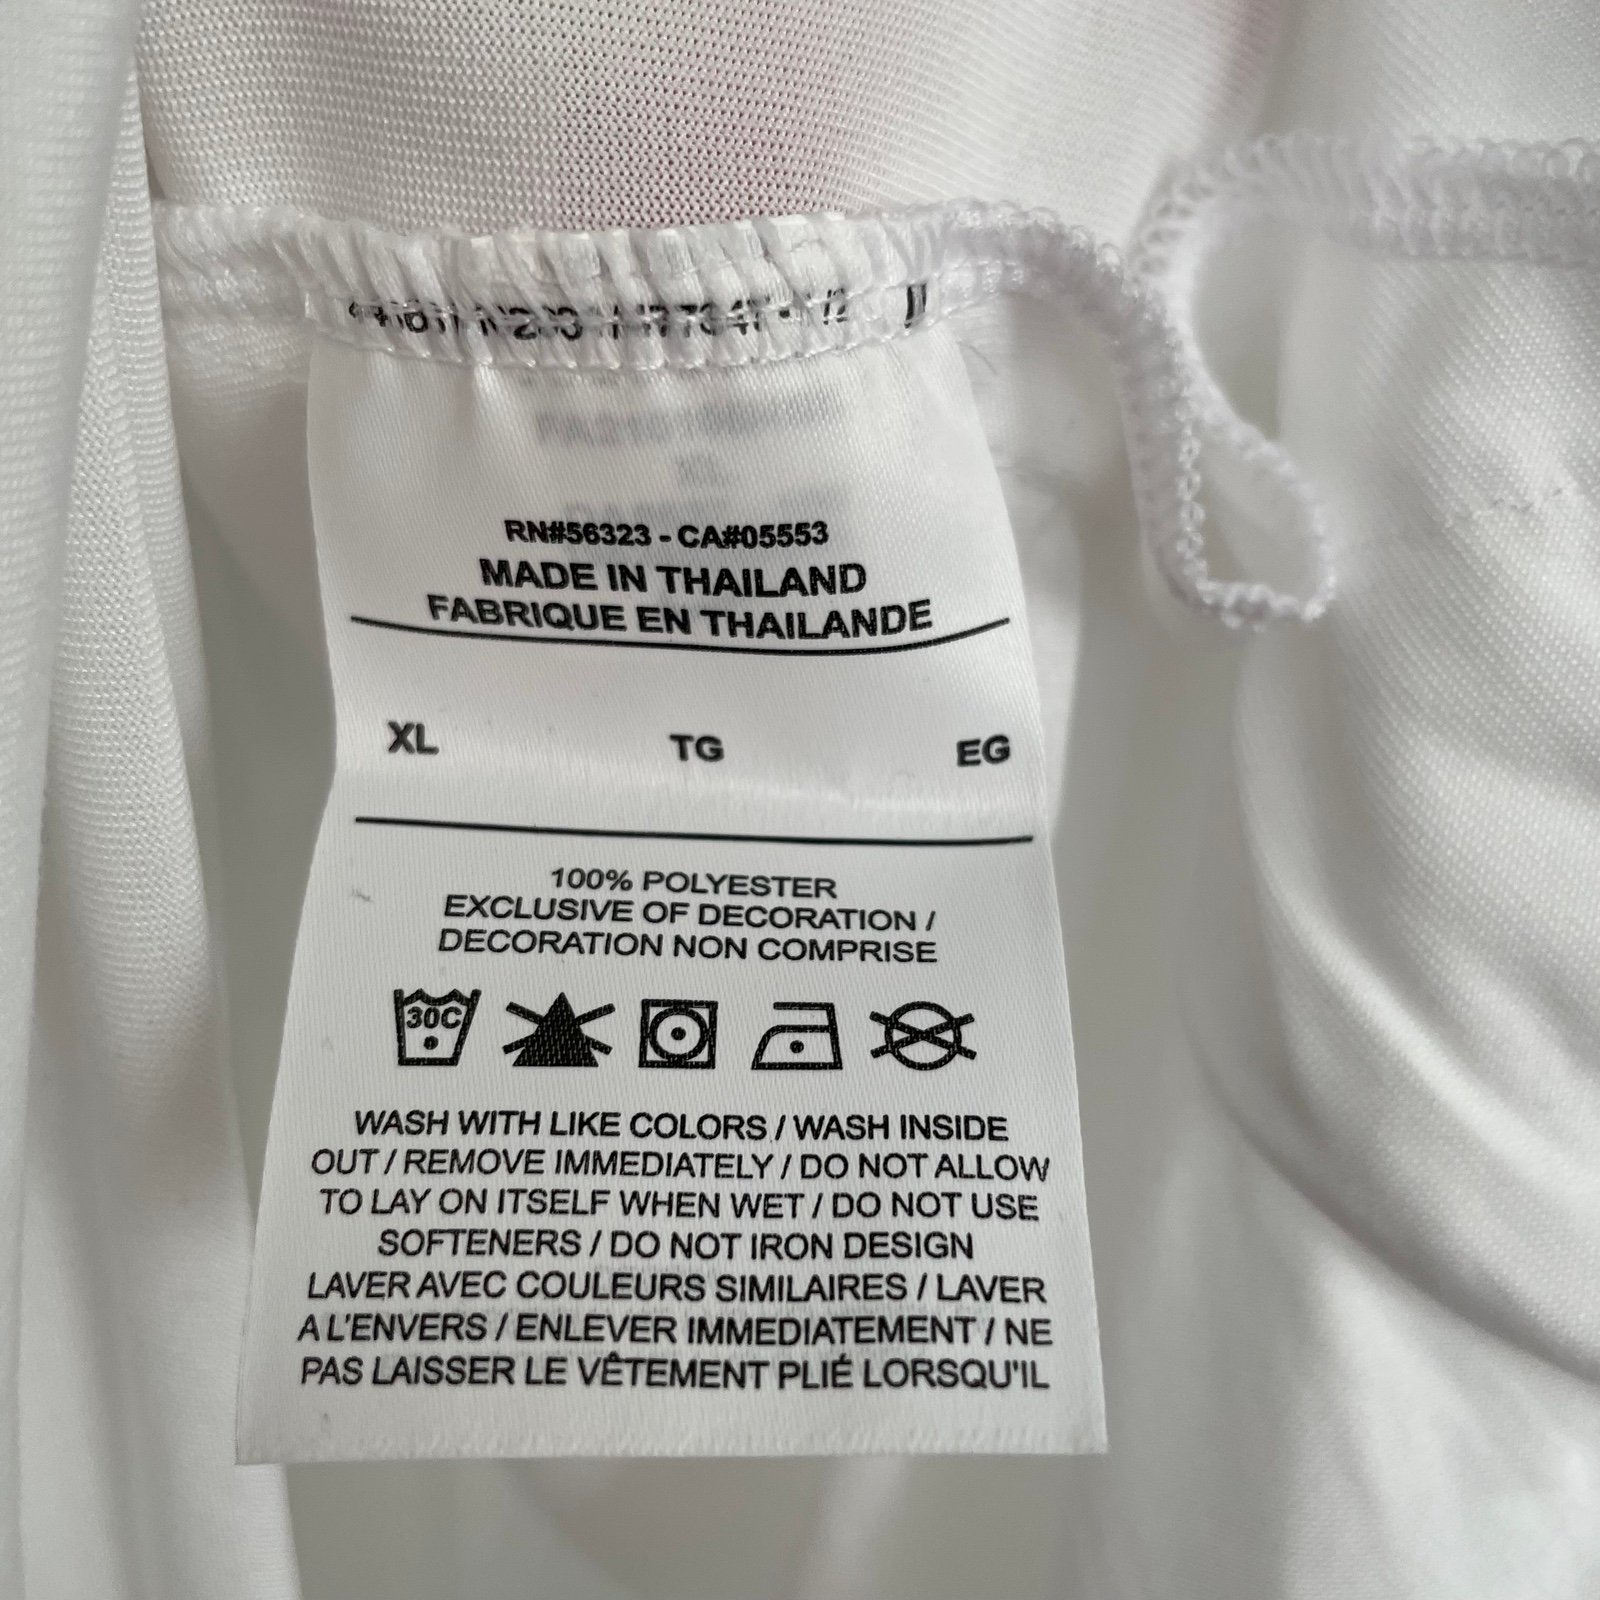 RN#56323 - CA#05553
MADE IN THAILAND
FABRIQUE EN THAILANDE
XL TG EG
100% POLYESTER
EXCLUSIVE OF DECORATION /
DECORATION NON COMPRISE
30C
WASH WITH LIKE COLORS / WASH INSIDE
OUT / REMOVE IMMEDIATELY / DO NOT ALLOW
TO LAY ON ITSELF WHEN WET / DO NOT USE
SOFTENERS / DO NOT IRON DESIGN
LAVER AVEC COULEURS SIMILAIRES / LAVER
A L'ENVERS / ENLEVER IMMEDIATEMENT / NE
PAS LAISSER LE VÊTEMENT PLIÉ LORSQU'IL